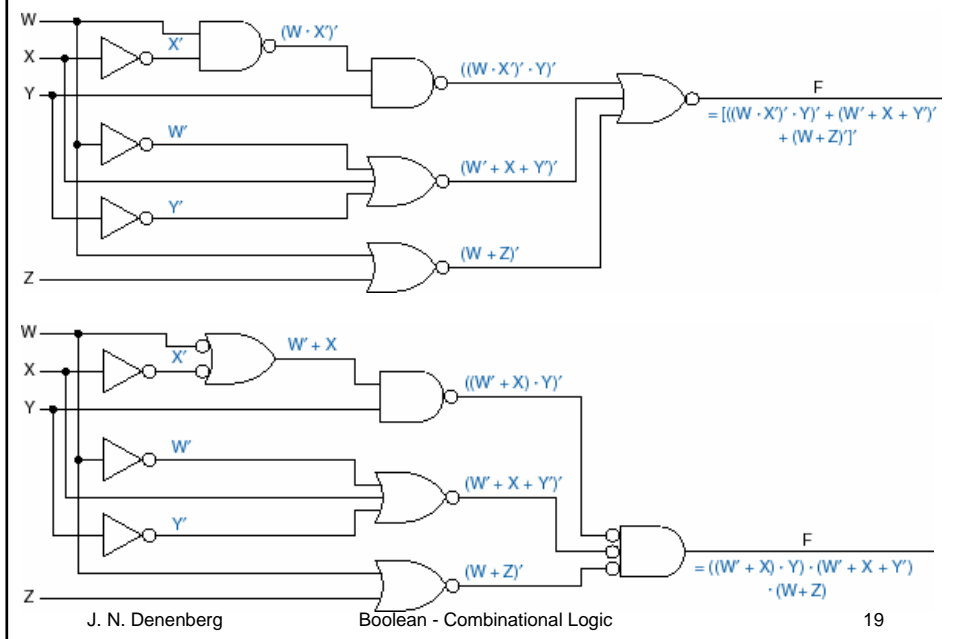 W
X
X′
(W · X′)′
Y
((W · X′)′ · Y)′
F
= [((W · X′)′ · Y)′ + (W′ + X + Y′)′
+ (W + Z)′]′
W′
(W′ + X + Y′)′
Y′
(W + Z)′
Z
W
X
X′
W′ + X
Y
((W′ + X) · Y)′
W′
(W′ + X + Y′)′
Y′
F
= ((W′ + X) · Y) · (W′ + X + Y′)
· (W + Z)
(W + Z)′
Z
J. N. Denenberg Boolean - Combinational Logic 19